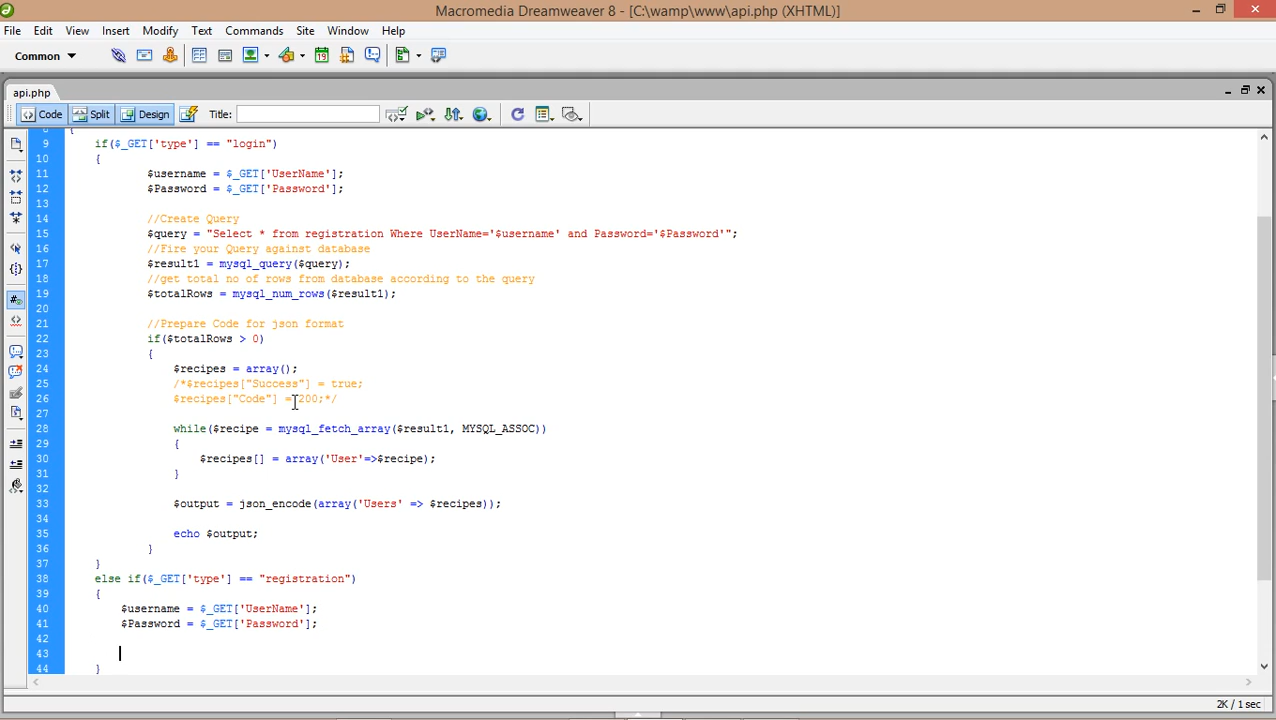 Macromedia Dreamweaver 8 - [C:\wamp\www\api.php (XHTML)]
File Edit View Insert Modify Text Commands Site Window Help
Common
api.php
Code Split Design Title:
8 {
9 if($_GET['type'] == "login")
10 {
11 $username = $_GET['UserName'];
12 $Password = $_GET['Password'];
13
14 //Create Query
15 $query = "Select * from registration Where UserName='$username' and Password='$Password'";
16 //Fire your Query against database
17 $result1 = mysql_query($query);
18 //get total no of rows from database according to the query
19 $totalRows = mysql_num_rows($result1);
20
21 //Prepare Code for json format
22 if($totalRows > 0)
23 {
24 $recipes = array();
25 /*$recipes["Success"] = true;
26 $recipes["Code"] = 200;*/
27
28 while($recipe = mysql_fetch_array($result1, MYSQL_ASSOC))
29 {
30 $recipes[] = array('User'=>$recipe);
31 }
32
33 $output = json_encode(array('Users' => $recipes));
34
35 echo $output;
36 }
37 }
38 else if($_GET['type'] == "registration")
39 {
40 $username = $_GET['UserName'];
41 $Password = $_GET['Password'];
42
43
44 }
2K / 1 sec